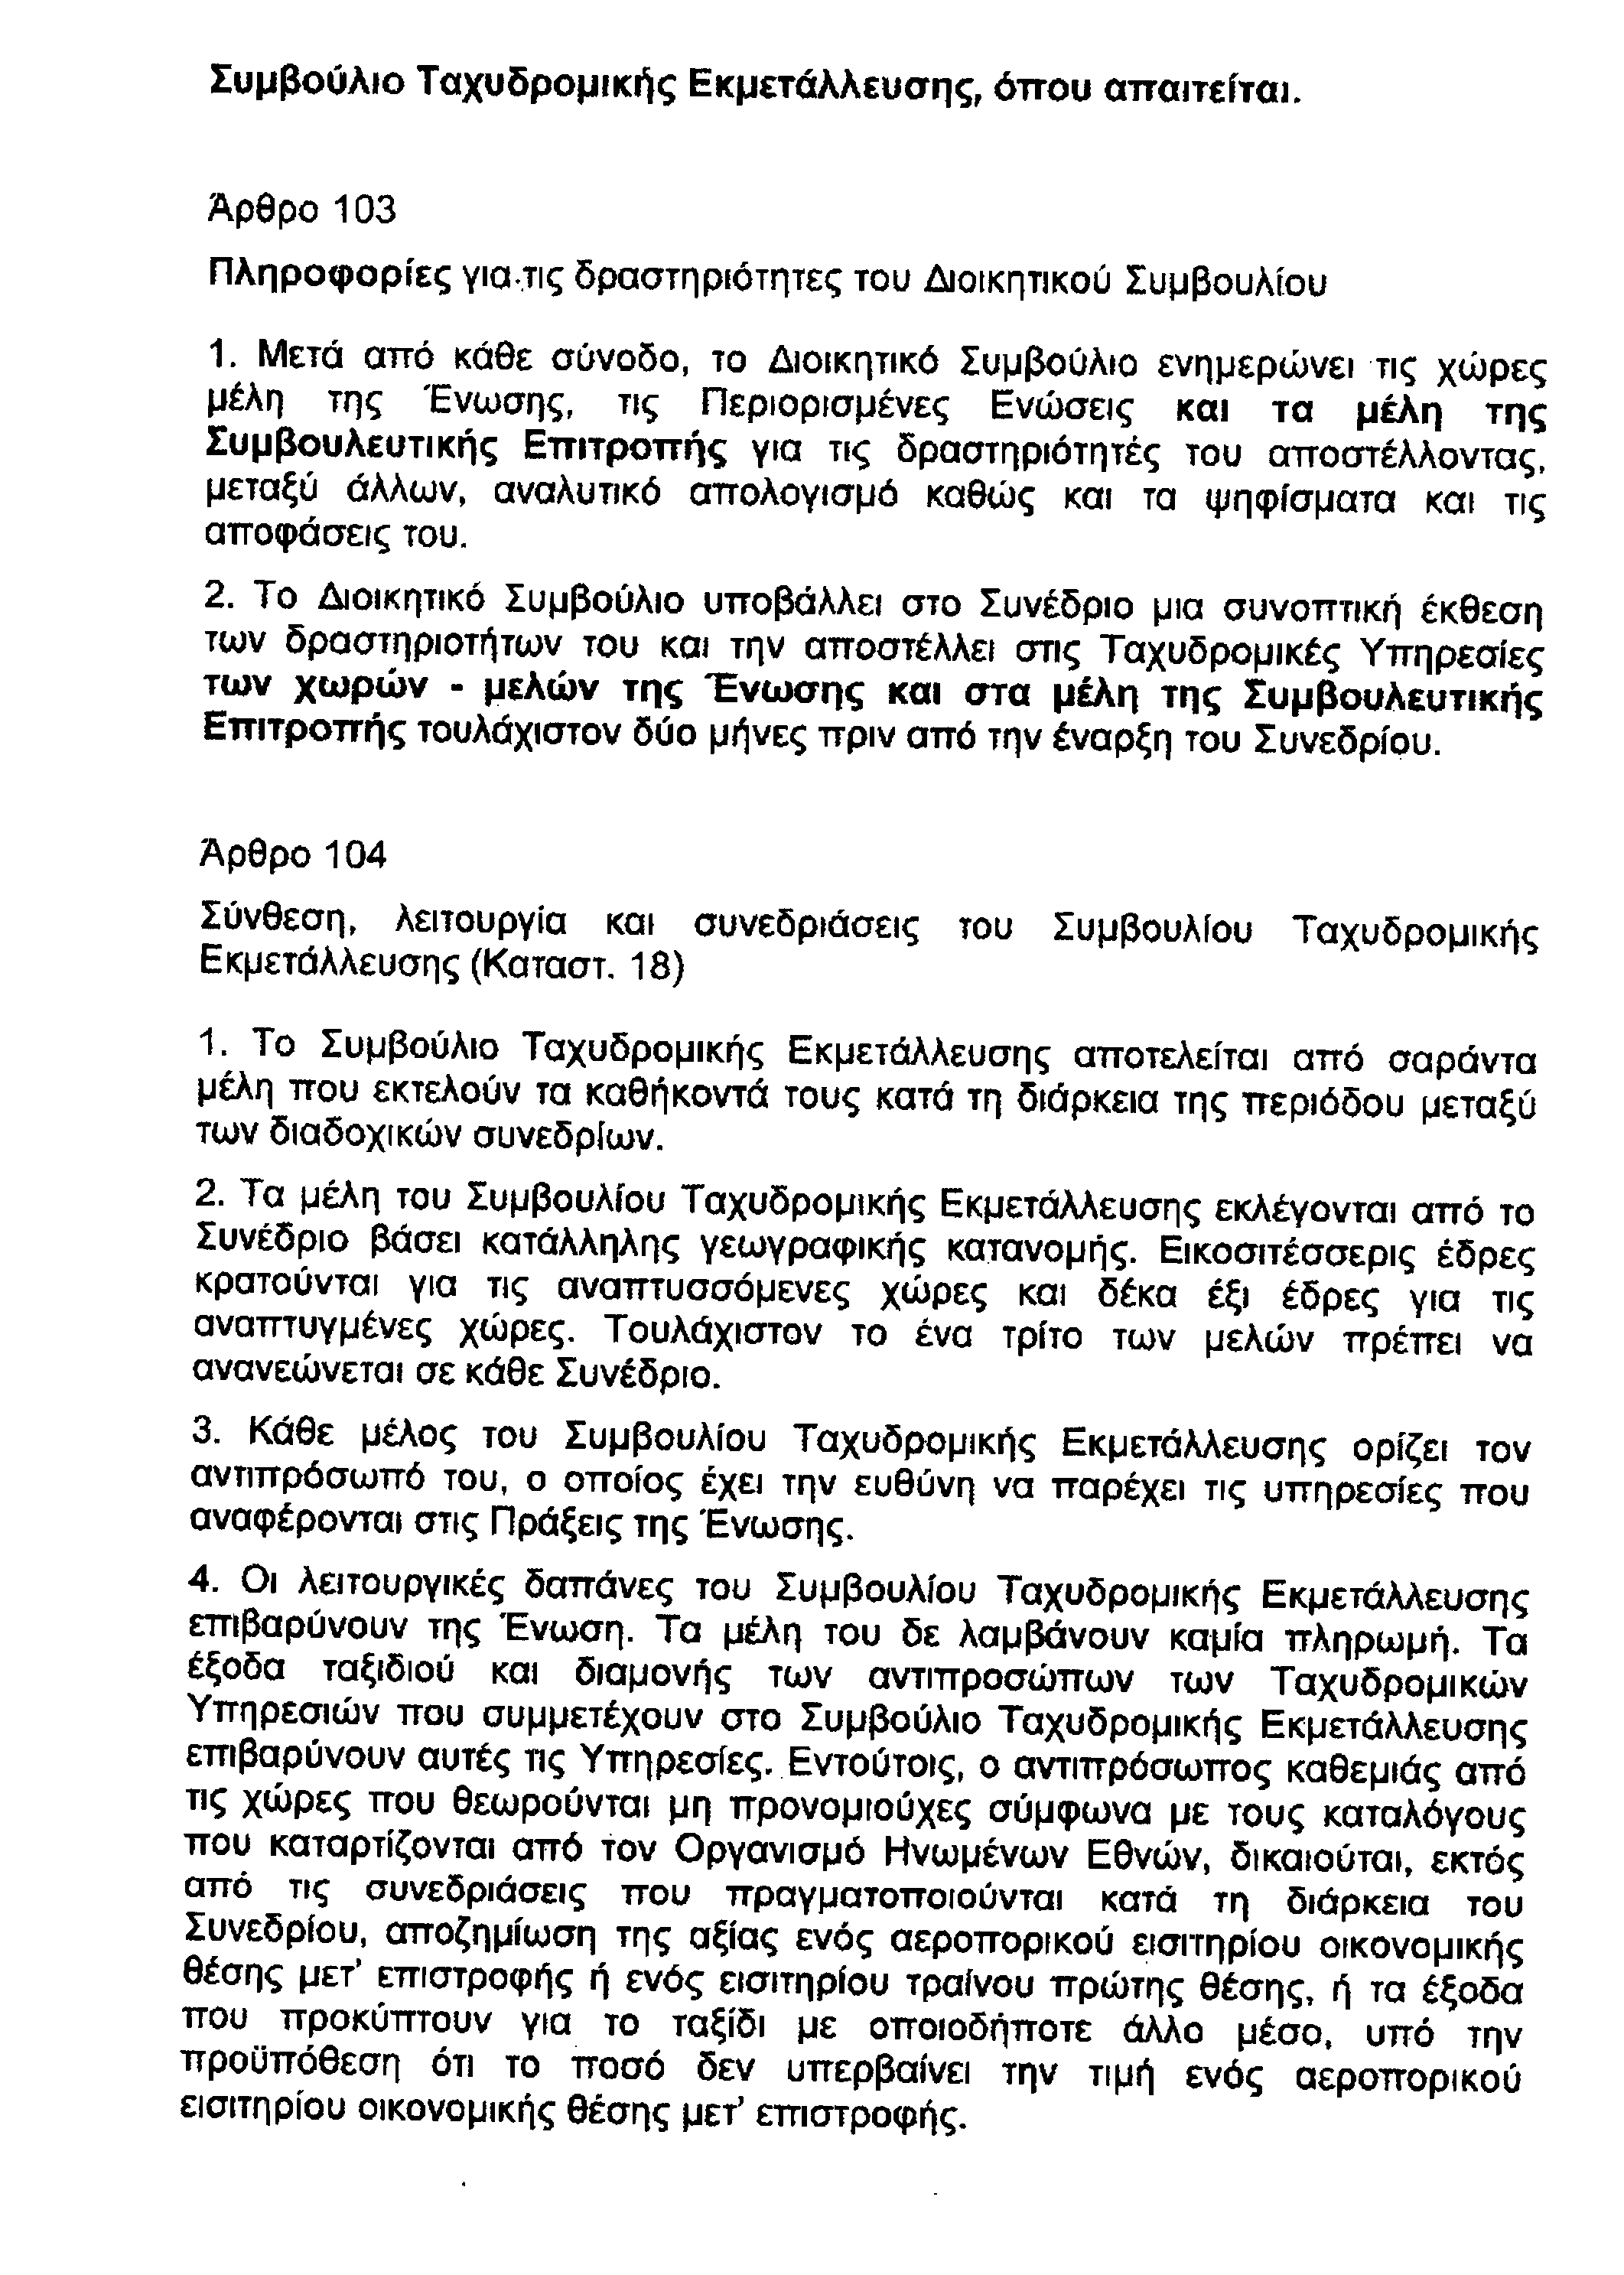 Συμβούλιο Ταχυδρομικής Εκμετάλλευσης, όπου απαιτείται.
Άρθρο 103
Πληροφορίες για τις δραστηριότητες του Διοικητικού Συμβουλίου
1. Μετά από κάθε σύνοδο, το Διοικητικό Συμβούλιο ενημερώνει τις χώρες
μέλη της Ένωσης, τις Περιορισμένες Ενώσεις και τα μέλη της
Συμβουλευτικής Επιτροπής για τις δραστηριότητές του αποστέλλοντας,
μεταξύ άλλων, αναλυτικό απολογισμό καθώς και τα ψηφίσματα και τις
αποφάσεις του.
2. Το Διοικητικό Συμβούλιο υποβάλλει στο Συνέδριο μια συνοπτική έκθεση
των δραστηριοτήτων του και την αποστέλλει στις Ταχυδρομικές Υπηρεσίες
των χωρών - μελών της Ένωσης και στα μέλη της Συμβουλευτικής
Επιτροπής τουλάχιστον δύο μήνες πριν από την έναρξη του Συνεδρίου.
Άρθρο 104
Σύνθεση, λειτουργία και συνεδριάσεις του Συμβουλίου Ταχυδρομικής
Εκμετάλλευσης (Καταστ. 18)
1. Το Συμβούλιο Ταχυδρομικής Εκμετάλλευσης αποτελείται από σαράντα
μέλη που εκτελούν τα καθήκοντά τους κατά τη διάρκεια της περιόδου μεταξύ
των διαδοχικών συνεδρίων.
2. Τα μέλη του Συμβουλίου Ταχυδρομικής Εκμετάλλευσης εκλέγονται από το
Συνέδριο βάσει κατάλληλης γεωγραφικής κατανομής. Εικοσιτέσσερις έδρες
κρατούνται για τις αναπτυσσόμενες χώρες και δέκα έξι έδρες για τις
αναπτυγμένες χώρες. Τουλάχιστον το ένα τρίτο των μελών πρέπει να
ανανεώνεται σε κάθε Συνέδριο.
3. Κάθε μέλος του Συμβουλίου Ταχυδρομικής Εκμετάλλευσης ορίζει τον
αντιπρόσωπό του, ο οποίος έχει την ευθύνη να παρέχει τις υπηρεσίες που
αναφέρονται στις Πράξεις της Ένωσης.
4. Οι λειτουργικές δαπάνες του Συμβουλίου Ταχυδρομικής Εκμετάλλευσης
επιβαρύνουν της Ένωση. Τα μέλη του δε λαμβάνουν καμία πληρωμή. Τα
έξοδα ταξιδιού και διαμονής των αντιπροσώπων των Ταχυδρομικών
Υπηρεσιών που συμμετέχουν στο Συμβούλιο Ταχυδρομικής Εκμετάλλευσης
επιβαρύνουν αυτές τις Υπηρεσίες. Εντούτοις, ο αντιπρόσωπος καθεμιάς από
τις χώρες που θεωρούνται μη προνομιούχες σύμφωνα με τους καταλόγους
που καταρτίζονται από τον Οργανισμό Ηνωμένων Εθνών, δικαιούται, εκτός
από τις συνεδριάσεις που πραγματοποιούνται κατά τη διάρκεια του
Συνεδρίου, αποζημίωση της αξίας ενός αεροπορικού εισιτηρίου οικονομικής
θέσης μετ' επιστροφής ή ενός εισιτηρίου τραίνου πρώτης θέσης, ή τα έξοδα
που προκύπτουν για το ταξίδι με οποιοδήποτε άλλο μέσο, υπό την
προϋπόθεση ότι το ποσό δεν υπερβαίνει την τιμή ενός αεροπορικού
εισιτηρίου οικονομικής θέσης μετ' επιστροφής.